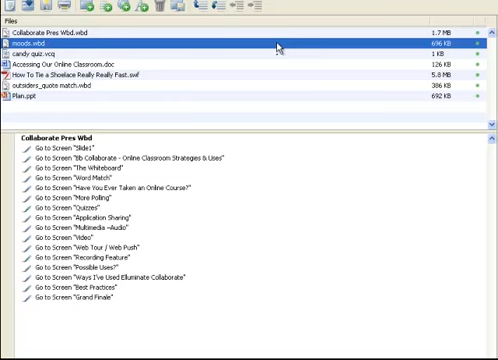 Files
Collaborate Pres Wbd.wbd 1.7 MB
moods.wbd 696 KB
candy quiz.vcq 1 KB
Accessing Our Online Classroom.doc 126 KB
How To Tie a Shoelace Really Really Fast.swf 5.8 MB
outsiders_quote match.wbd 386 KB
Plan.ppt 692 KB
Collaborate Pres Wbd
Go to Screen "Slide1"
Go to Screen "Bb Collaborate - Online Classroom Strategies & Uses"
Go to Screen "The Whiteboard"
Go to Screen "Word Match"
Go to Screen "Have You Ever Taken an Online Course?"
Go to Screen "More Polling"
Go to Screen "Quizzes"
Go to Screen "Application Sharing"
Go to Screen "Multimedia -Audio"
Go to Screen "Video"
Go to Screen "Web Tour / Web Push"
Go to Screen "Recording Feature"
Go to Screen "Possible Uses?"
Go to Screen "Ways I've Used Elluminate Collaborate"
Go to Screen "Best Practices"
Go to Screen "Grand Finale"